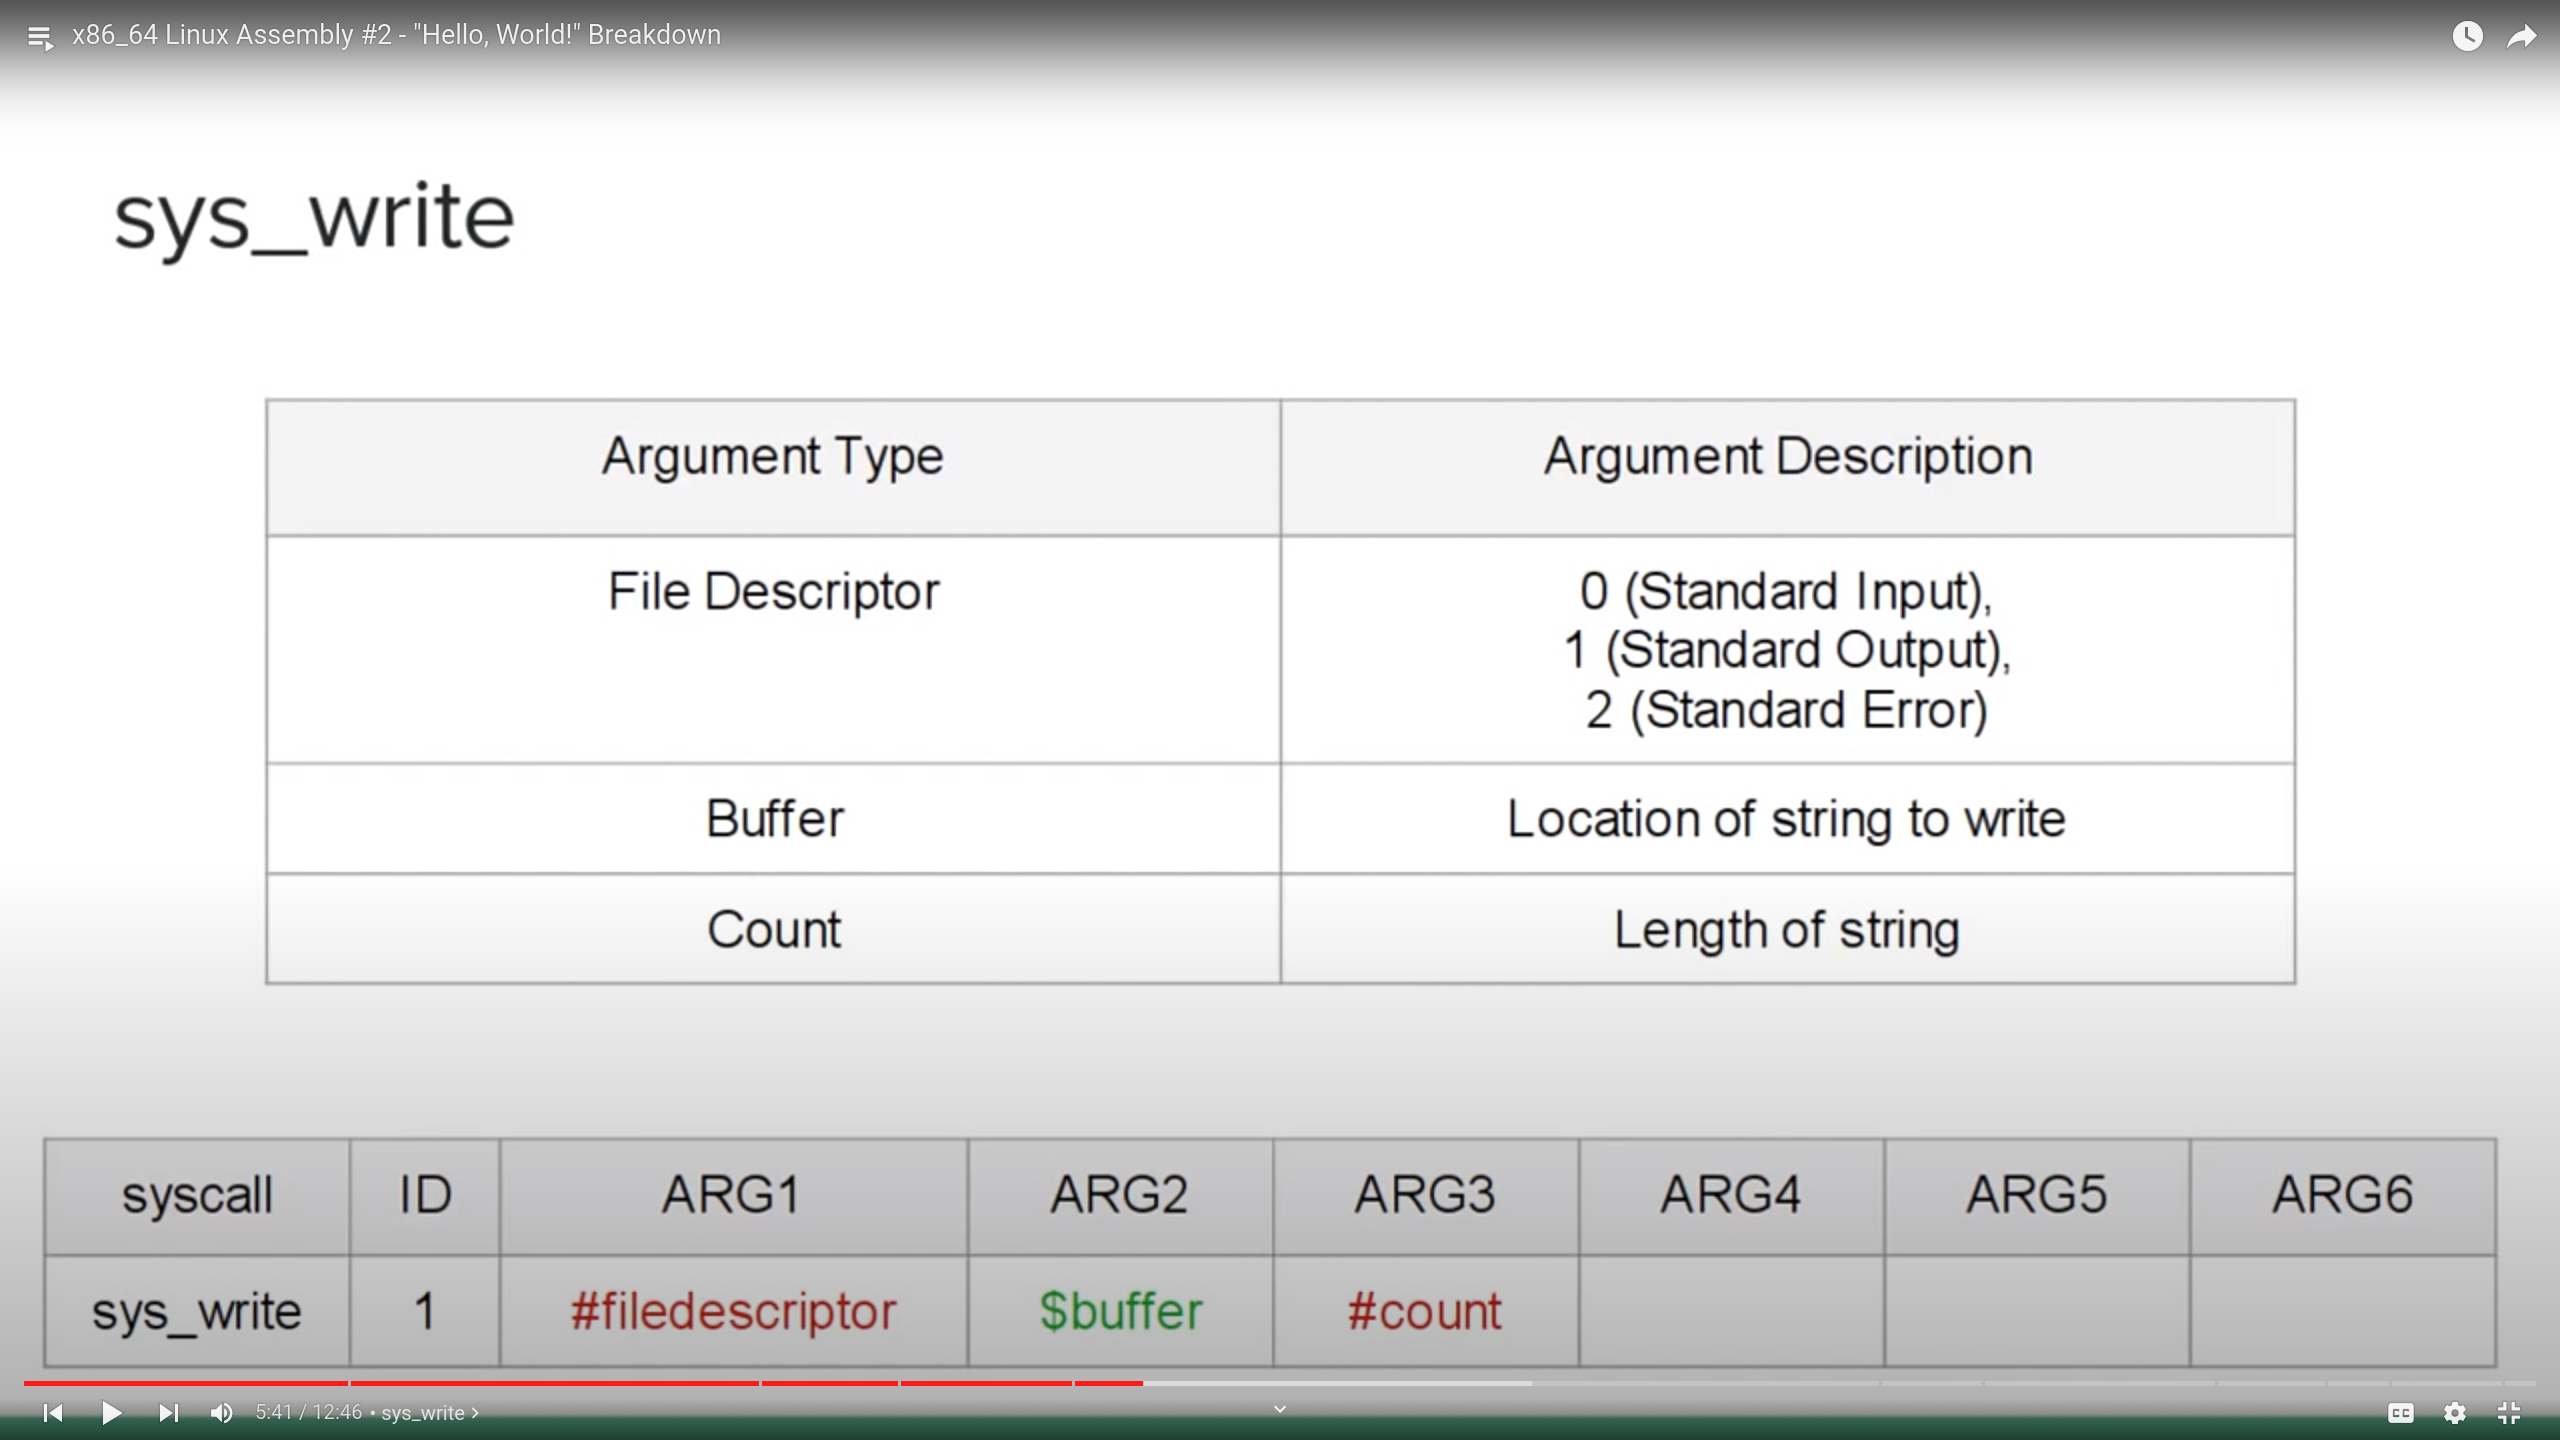 x86_64 Linux Assembly #2 - "Hello, World!" Breakdown
sys_write
Argument Type Argument Description
File Descriptor 0 (Standard Input),
1 (Standard Output),
2 (Standard Error)
Buffer Location of string to write
Count Length of string
syscall ID ARG1 ARG2 ARG3 ARG4 ARG5 ARG6
sys_write 1 #filedescriptor $buffer #count
5:41 / 12:46 • sys_write >
CC